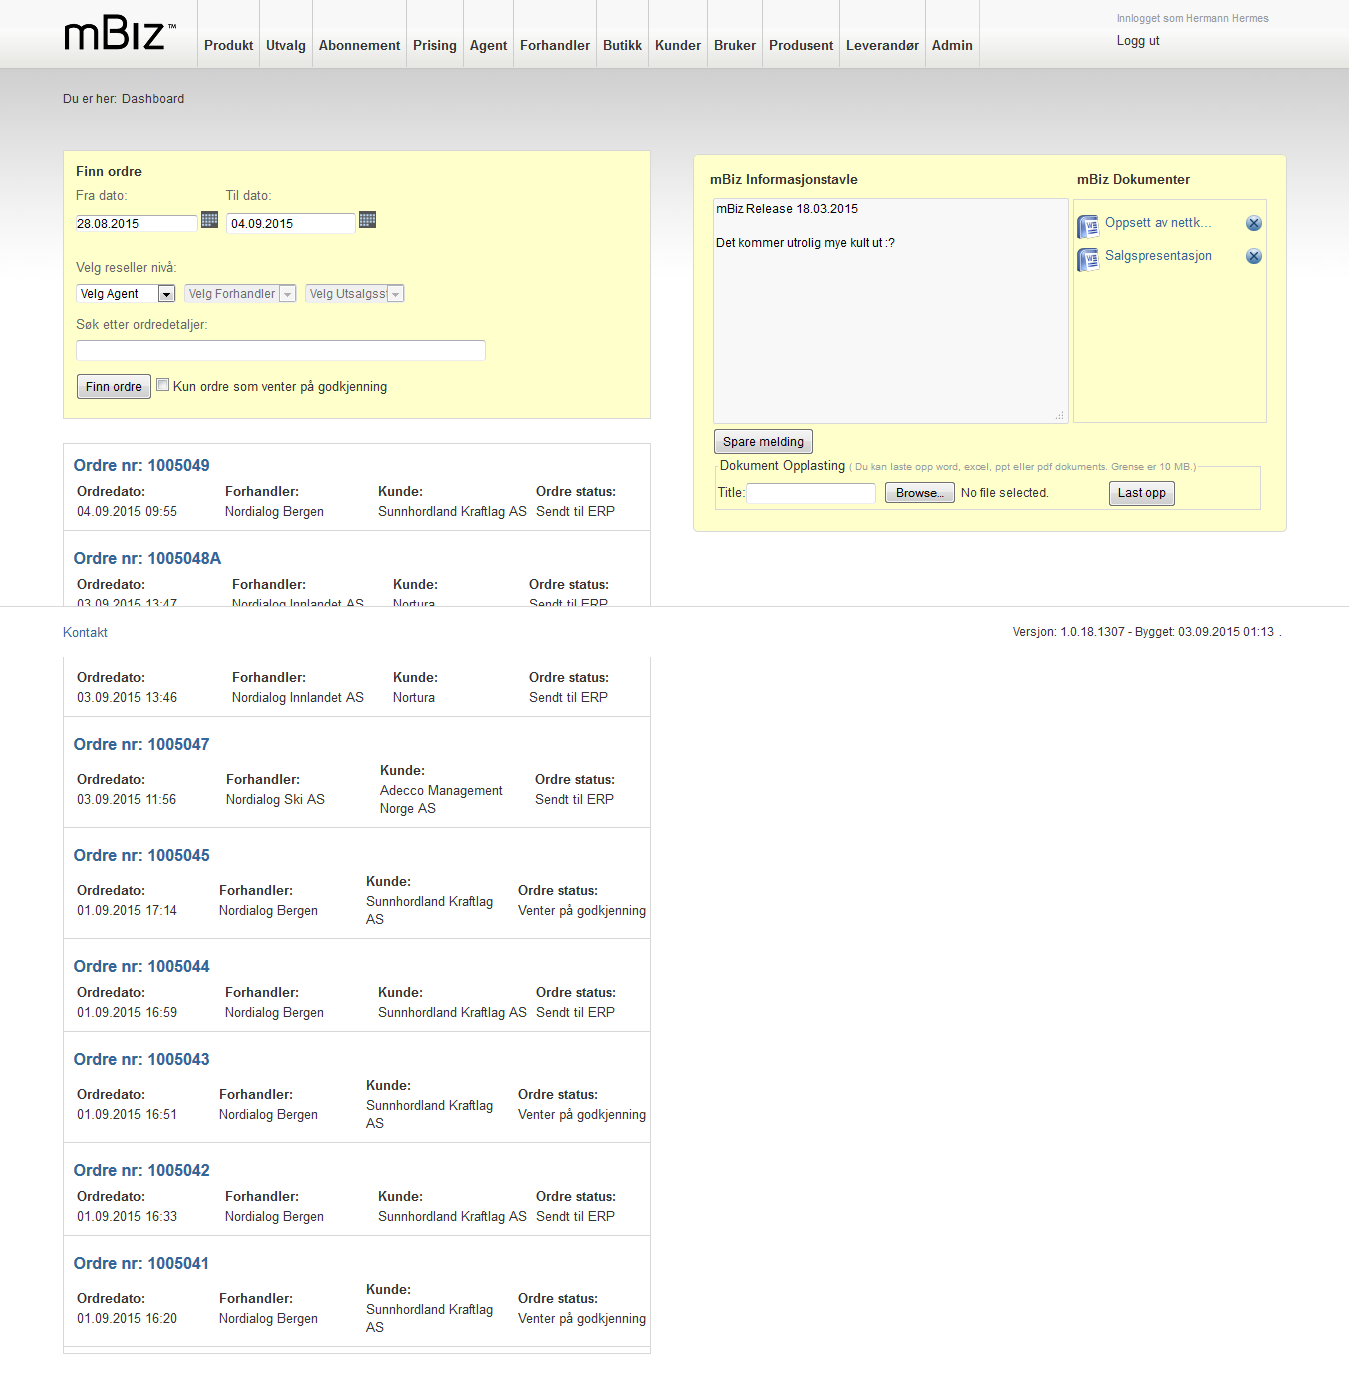 mBiz™
Produkt Utvalg Abonnement Prising Agent Forhandler Butikk Kunder Bruker Produsent Leverandør Admin
Innlogget som Hermann Hermes
Logg ut
Du er her: Dashboard
Finn ordre
Fra dato: Til dato:
28.08.2015 04.09.2015
Velg reseller nivå:
Velg Agent Velg Forhandler Velg Utsalgss
Søk etter ordredetaljer:
Finn ordre Kun ordre som venter på godkjenning
mBiz Informasjonstavle mBiz Dokumenter
mBiz Release 18.03.2015
Det kommer utrolig mye kult ut :?
Oppsett av nettk...
Salgspresentasjon
Spare melding
Dokument Opplasting ( Du kan laste opp word, excel, ppt eller pdf dokuments. Grense er 10 MB.)
Title: Browse... No file selected. Last opp
Ordre nr: 1005049
Ordredato: Forhandler: Kunde: Ordre status:
04.09.2015 09:55 Nordialog Bergen Sunnhordland Kraftlag AS Sendt til ERP
Ordre nr: 1005048A
Ordredato: Forhandler: Kunde: Ordre status:
03.09.2015 13:47 Nordialog Innlandet AS Nortura Sendt til ERP
Kontakt Versjon: 1.0.18.1307 - Bygget: 03.09.2015 01:13 .
Ordredato: Forhandler: Kunde: Ordre status:
03.09.2015 13:46 Nordialog Innlandet AS Nortura Sendt til ERP
Ordre nr: 1005047
Ordredato: Forhandler: Kunde: Ordre status:
03.09.2015 11:56 Nordialog Ski AS Adecco Management Sendt til ERP
Norge AS
Ordre nr: 1005045
Ordredato: Forhandler: Kunde: Ordre status:
01.09.2015 17:14 Nordialog Bergen Sunnhordland Kraftlag Venter på godkjenning
AS
Ordre nr: 1005044
Ordredato: Forhandler: Kunde: Ordre status:
01.09.2015 16:59 Nordialog Bergen Sunnhordland Kraftlag AS Sendt til ERP
Ordre nr: 1005043
Ordredato: Forhandler: Kunde: Ordre status:
01.09.2015 16:51 Nordialog Bergen Sunnhordland Kraftlag Venter på godkjenning
AS
Ordre nr: 1005042
Ordredato: Forhandler: Kunde: Ordre status:
01.09.2015 16:33 Nordialog Bergen Sunnhordland Kraftlag AS Sendt til ERP
Ordre nr: 1005041
Ordredato: Forhandler: Kunde: Ordre status:
01.09.2015 16:20 Nordialog Bergen Sunnhordland Kraftlag Venter på godkjenning
AS